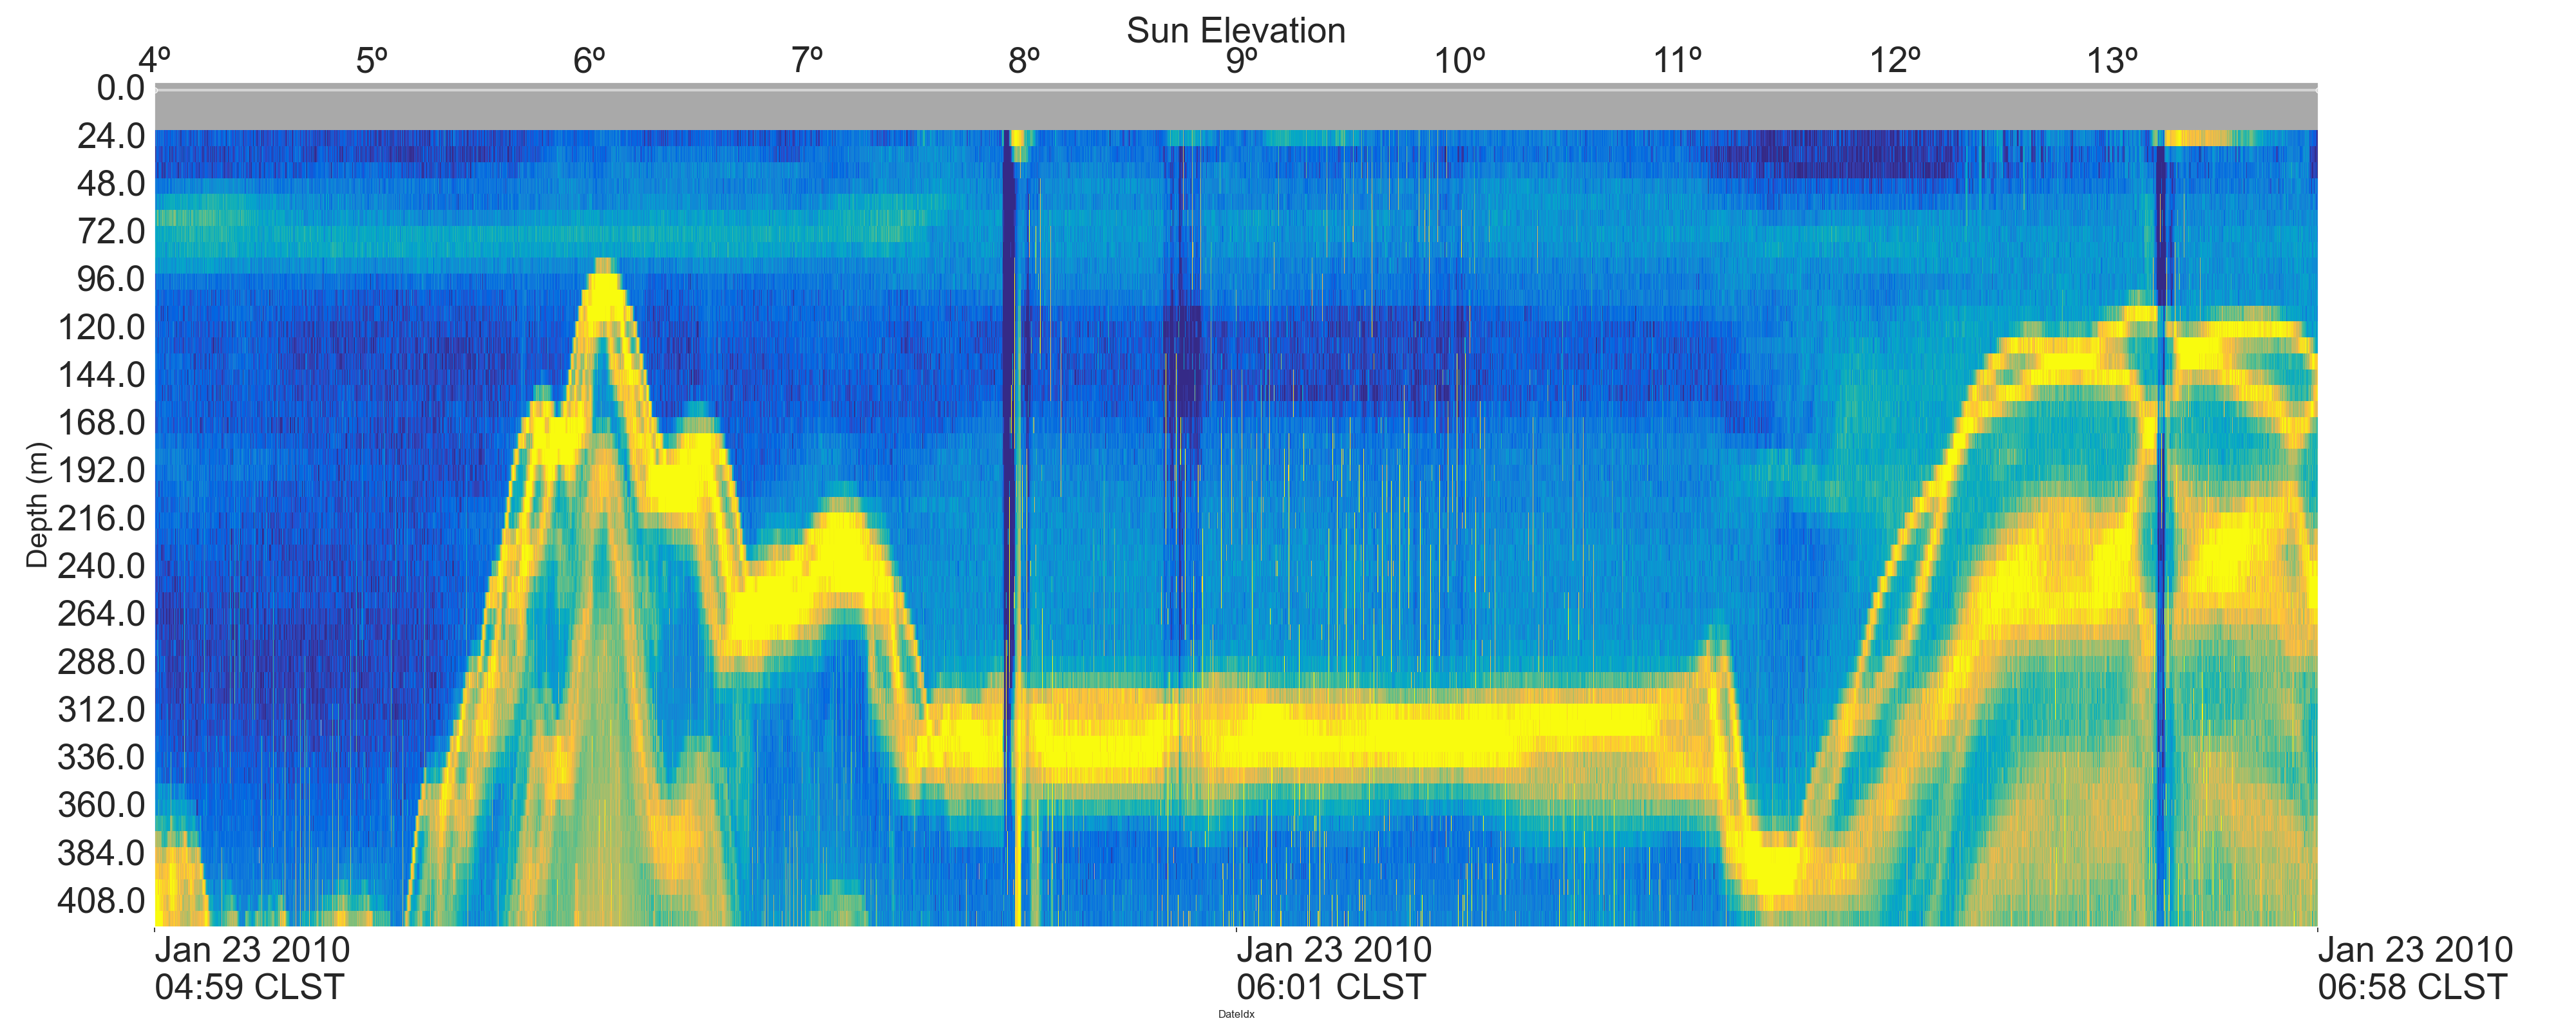 Sun Elevation
4º 5º 6º 7º 8º 9º 10º 11º 12º 13º
0.0
24.0
48.0
72.0
96.0
120.0
144.0
168.0
192.0
216.0
240.0
264.0
288.0
312.0
336.0
360.0
384.0
408.0
Depth (m)
Jan 23 2010
04:59 CLST
Jan 23 2010
06:01 CLST
Jan 23 2010
06:58 CLST
DateIdx